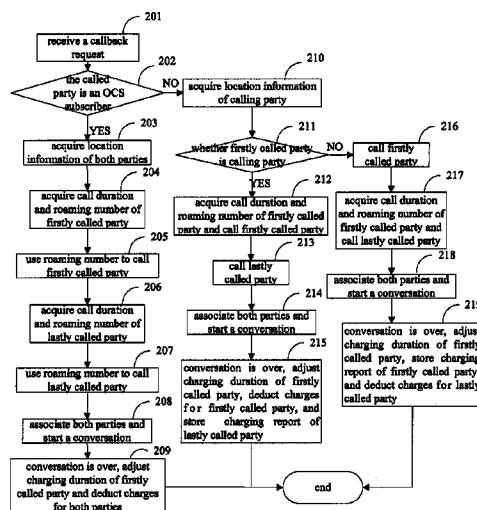 201
receive a callback
request
202
the called
party is an OCS
subscriber
NO
YES
203
acquire location
information of both parties
204
acquire call duration
and roaming number of
firstly called party
205
use roaming number to call
firstly called party
206
acquire call duration
and roaming number of
lastly called party
207
use roaming number to call
lastly called party
208
associate both parties and
start a conversation
209
conversation is over, adjust
charging duration of firstly
called party and deduct charges
for both parties
210
acquire location information
of calling party
211
whether firstly called party
is calling party
NO
YES
212
acquire call duration and
roaming number of firstly called
party and call firstly called party
213
call lastly
called party
214
associate both parties and
start a conversation
215
conversation is over, adjust
charging duration of firstly
called party, deduct charges
for firstly called party, and
store charging report of
lastly called party
216
call firstly
called party
217
acquire call duration
and roaming number of
firstly called party and
call lastly called party
218
associate both parties and
start a conversation
219
conversation is over, adjust
charging duration of firstly
called party, store charging
report of firstly called
party, and deduct charges for lastly
called party
end